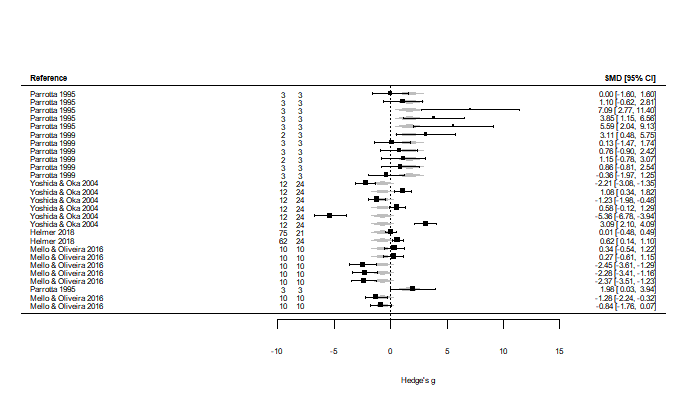 Reference SMD [95% CI]
Parrotta 1995 3 3 0.00 [-1.60, 1.60]
Parrotta 1995 3 3 1.10 [-0.62, 2.81]
Parrotta 1995 3 3 7.09 [2.77, 11.40]
Parrotta 1995 3 3 3.85 [1.15, 6.56]
Parrotta 1995 3 3 5.59 [2.04, 9.13]
Parrotta 1999 2 3 3.11 [0.48, 5.75]
Parrotta 1999 3 3 0.13 [-1.47, 1.74]
Parrotta 1999 3 3 0.76 [-0.90, 2.42]
Parrotta 1999 2 3 1.15 [-0.78, 3.07]
Parrotta 1999 3 3 0.86 [-0.81, 2.54]
Parrotta 1999 3 3 -0.36 [-1.97, 1.25]
Yoshida & Oka 2004 12 24 -2.21 [-3.08, -1.35]
Yoshida & Oka 2004 12 24 1.08 [0.34, 1.82]
Yoshida & Oka 2004 12 24 -1.23 [-1.98, -0.48]
Yoshida & Oka 2004 12 24 0.58 [-0.12, 1.29]
Yoshida & Oka 2004 12 24 -5.36 [-6.78, -3.94]
Yoshida & Oka 2004 12 24 3.09 [2.10, 4.09]
Helmer 2018 75 21 0.01 [-0.48, 0.49]
Helmer 2018 62 24 0.62 [0.14, 1.10]
Mello & Oliveira 2016 10 10 0.34 [-0.54, 1.22]
Mello & Oliveira 2016 10 10 0.27 [-0.61, 1.15]
Mello & Oliveira 2016 10 10 -2.45 [-3.61, -1.29]
Mello & Oliveira 2016 10 10 -2.28 [-3.41, -1.16]
Mello & Oliveira 2016 10 10 -2.37 [-3.51, -1.23]
Parrotta 1995 3 3 1.98 [0.03, 3.94]
Mello & Oliveira 2016 10 10 -1.28 [-2.24, -0.32]
Mello & Oliveira 2016 10 10 -0.84 [-1.76, 0.07]
-10 -5 0 5 10 15
Hedge's g